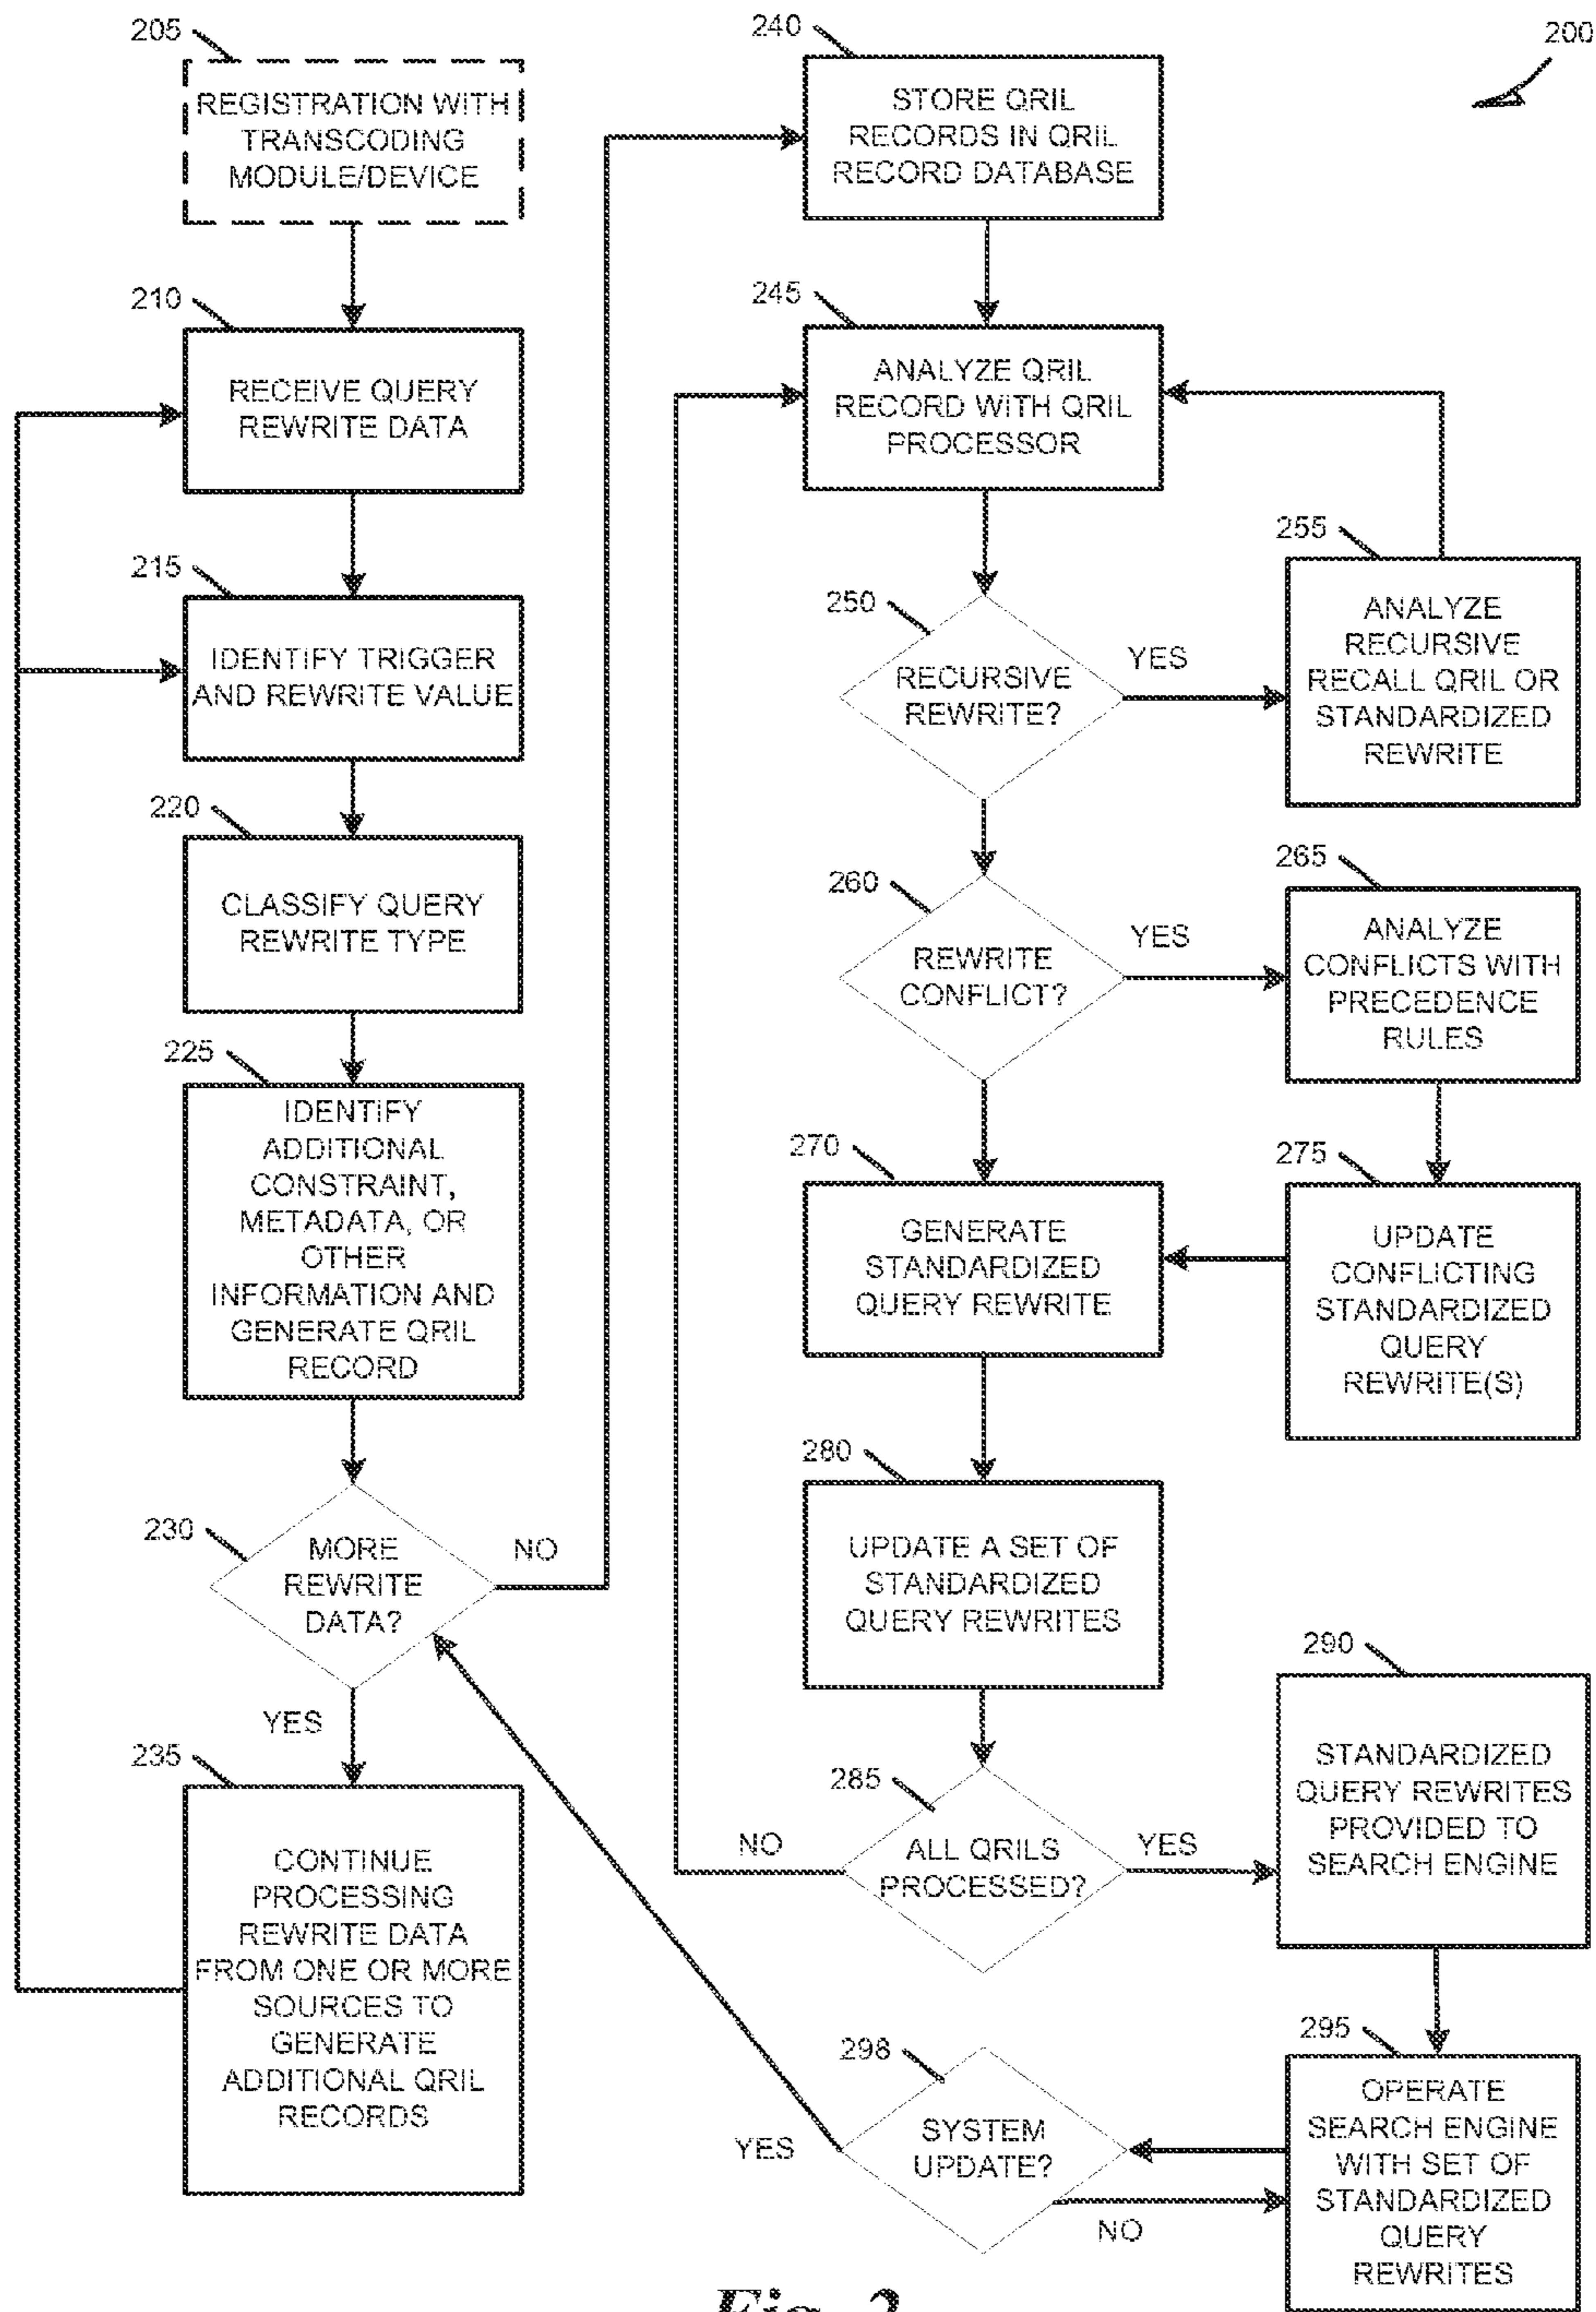 200
205
REGISTRATION WITH
TRANSCODING
MODULE/DEVICE
210
RECEIVE QUERY
REWRITE DATA
215
IDENTIFY TRIGGER
AND REWRITE VALUE
220
CLASSIFY QUERY
REWRITE TYPE
225
IDENTIFY
ADDITIONAL
CONSTRAINT,
METADATA, OR
OTHER
INFORMATION AND
GENERATE QRIL
RECORD
230
MORE
REWRITE
DATA?
NO
YES
235
CONTINUE
PROCESSING
REWRITE DATA
FROM ONE OR MORE
SOURCES TO
GENERATE
ADDITIONAL QRIL
RECORDS
240
STORE QRIL
RECORDS IN QRIL
RECORD DATABASE
245
ANALYZE QRIL
RECORD WITH QRIL
PROCESSOR
250
RECURSIVE
REWRITE?
YES
255
ANALYZE
RECURSIVE
RECALL QRIL OR
STANDARDIZED
REWRITE
260
REWRITE
CONFLICT?
YES
265
ANALYZE
CONFLICTS WITH
PRECEDENCE
RULES
270
GENERATE
STANDARDIZED
QUERY REWRITE
275
UPDATE
CONFLICTING
STANDARDIZED
QUERY
REWRITE(S)
280
UPDATE A SET OF
STANDARDIZED
QUERY REWRITES
285
ALL QRILS
PROCESSED?
NO
YES
290
STANDARDIZED
QUERY REWRITES
PROVIDED TO
SEARCH ENGINE
295
OPERATE
SEARCH ENGINE
WITH SET OF
STANDARDIZED
QUERY
REWRITES
298
SYSTEM
UPDATE?
YES
NO
Fig. 2